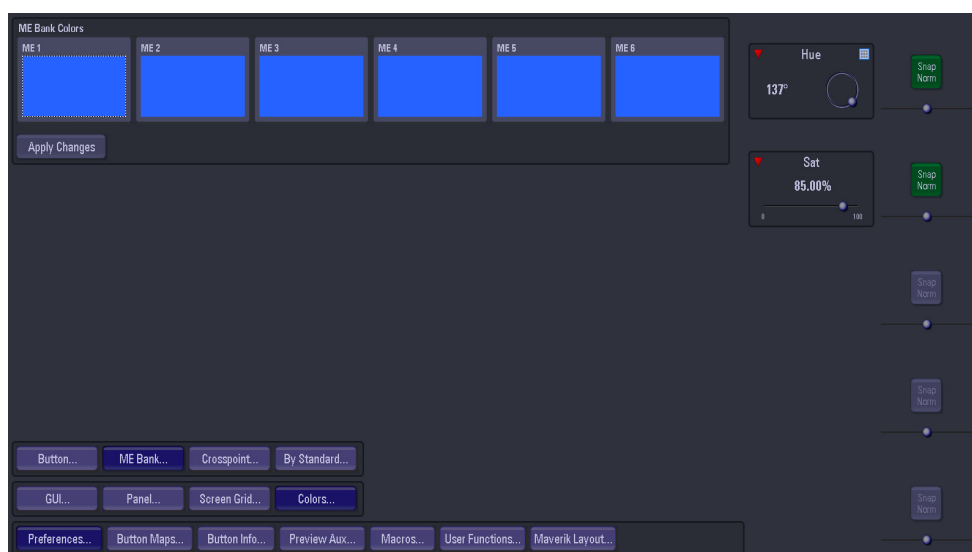 ME Bank Colors
ME 1 ME 2 ME 3 ME 4 ME 5 ME 6
Apply Changes
Hue
137°
Snap
Norm
Sat
85.00%
0 100
Snap
Norm
Snap
Norm
Snap
Norm
Snap
Norm
Button... ME Bank... Crosspoint... By Standard...
GUI... Panel... Screen Grid... Colors...
Preferences... Button Maps... Button Info... Preview Aux... Macros... User Functions... Maverik Layout...